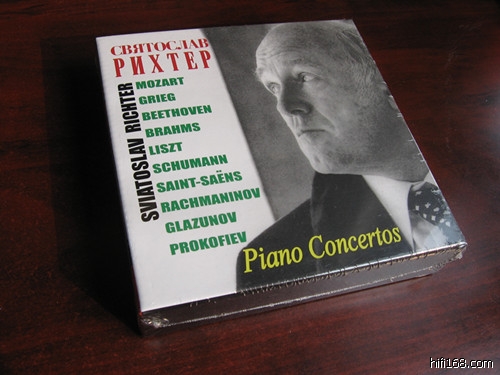 СВЯТОСЛАВ
РИХТЕР
SVIATOSLAV RICHTER
MOZART
GRIEG
BEETHOVEN
BRAHMS
LISZT
SCHUMANN
SAINT-SAËNS
RACHMANINOV
GLAZUNOV
PROKOFIEV
Piano Concertos
hifi168.com